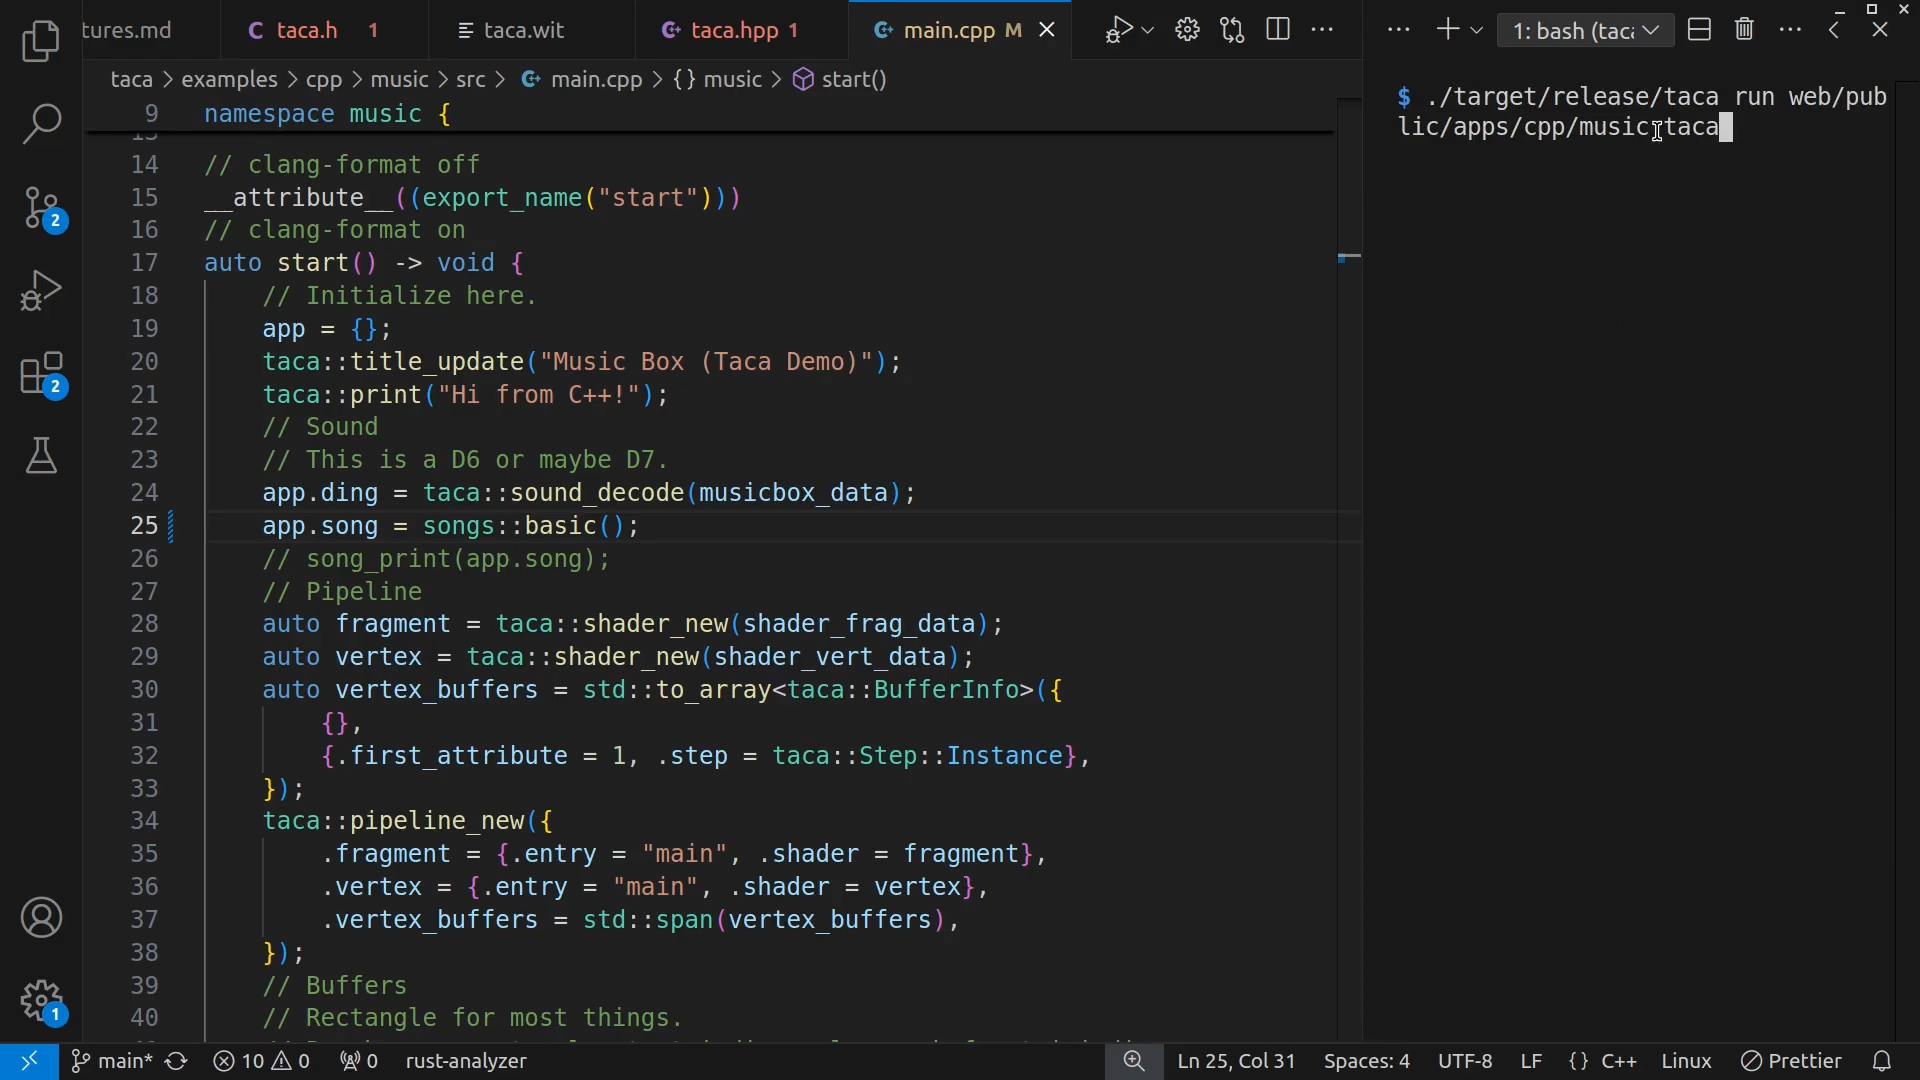 tures.md
taca.h 1
taca.wit
taca.hpp 1
main.cpp M
1: bash (tac
taca > examples > cpp > music > src > main.cpp > {} music > start()
9 namespace music {
14 // clang-format off
15 __attribute__((export_name("start")))
16 // clang-format on
17 auto start() -> void {
18 // Initialize here.
19 app = {};
20 taca::title_update("Music Box (Taca Demo)");
21 taca::print("Hi from C++!");
22 // Sound
23 // This is a D6 or maybe D7.
24 app.ding = taca::sound_decode(musicbox_data);
25 app.song = songs::basic();
26 // song_print(app.song);
27 // Pipeline
28 auto fragment = taca::shader_new(shader_frag_data);
29 auto vertex = taca::shader_new(shader_vert_data);
30 auto vertex_buffers = std::to_array<taca::BufferInfo>({
31 {},
32 {.first_attribute = 1, .step = taca::Step::Instance},
33 });
34 taca::pipeline_new({
35 .fragment = {.entry = "main", .shader = fragment},
36 .vertex = {.entry = "main", .shader = vertex},
37 .vertex_buffers = std::span(vertex_buffers),
38 });
39 // Buffers
40 // Rectangle for most things.
$ ./target/release/taca run web/pub
lic/apps/cpp/music.taca
2
2
1
main* 10 0 0 rust-analyzer Ln 25, Col 31 Spaces: 4 UTF-8 LF {} C++ Linux Prettier